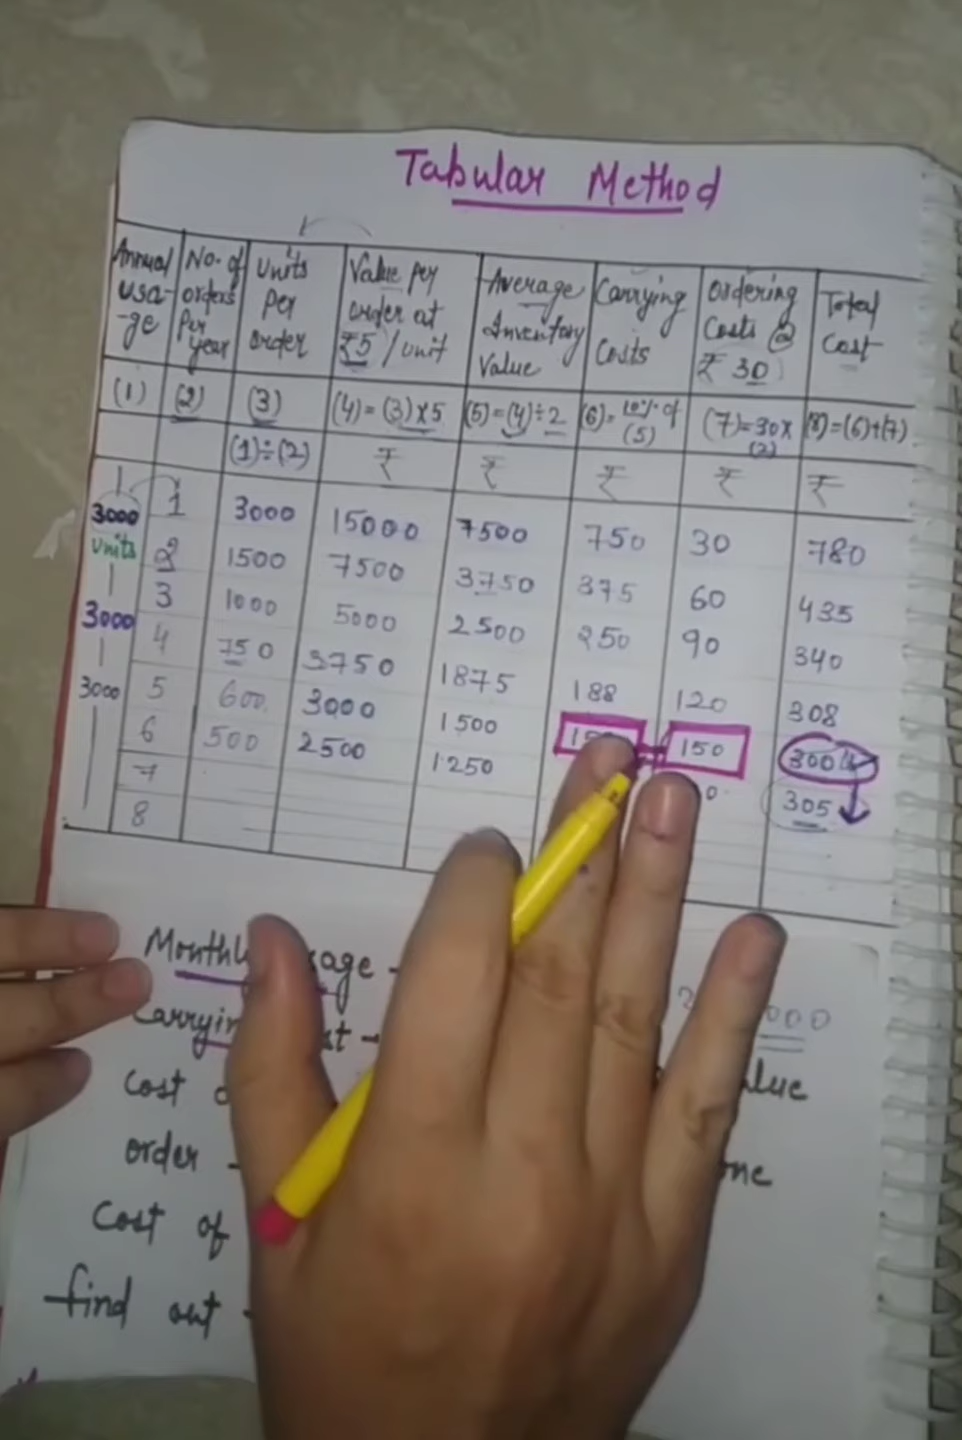 Tabular Method
Annual usa-ge | No. of orders Per year | Units Per order | Value per order at ₹5 / unit | Average Inventory Value | Carrying Costs | Ordering Costs @ ₹ 30 | Total Cost
(1) | (2) | (3) | (4) = (3) × 5 | (5) = (4) ÷ 2 | (6) = 10% of (5) | (7) = 30 × (2) | (8) = (6) + (7)
(1) ÷ (2) | ₹ | ₹ | ₹ | ₹ | ₹
3000 units | 1 | 3000 | 15000 | 7500 | 750 | 30 | 780
2 | 1500 | 7500 | 3750 | 375 | 60 | 435
3000 | 3 | 1000 | 5000 | 2500 | 250 | 90 | 340
4 | 750 | 3750 | 1875 | 188 | 120 | 308
3000 | 5 | 600 | 3000 | 1500 | 150 | 300
6 | 500 | 2500 | 1250 | 305
7
8
Cost
order -
Cost of
find out -